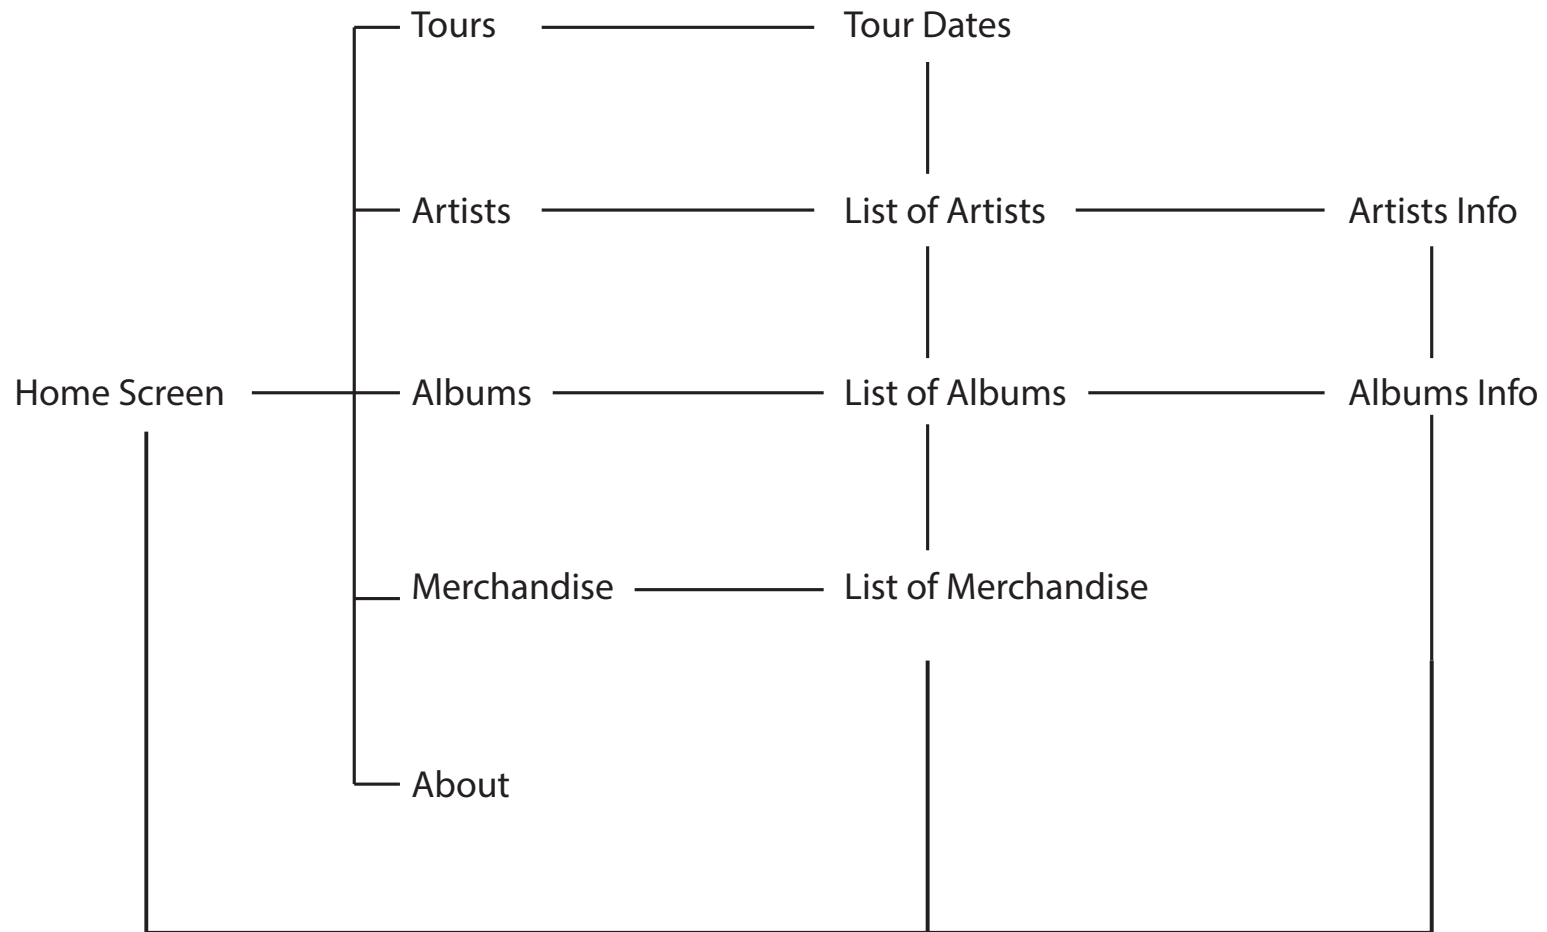 Tours
Tour Dates
Artists
List of Artists
Artists Info
Home Screen
Albums
List of Albums
Albums Info
Merchandise
List of Merchandise
About